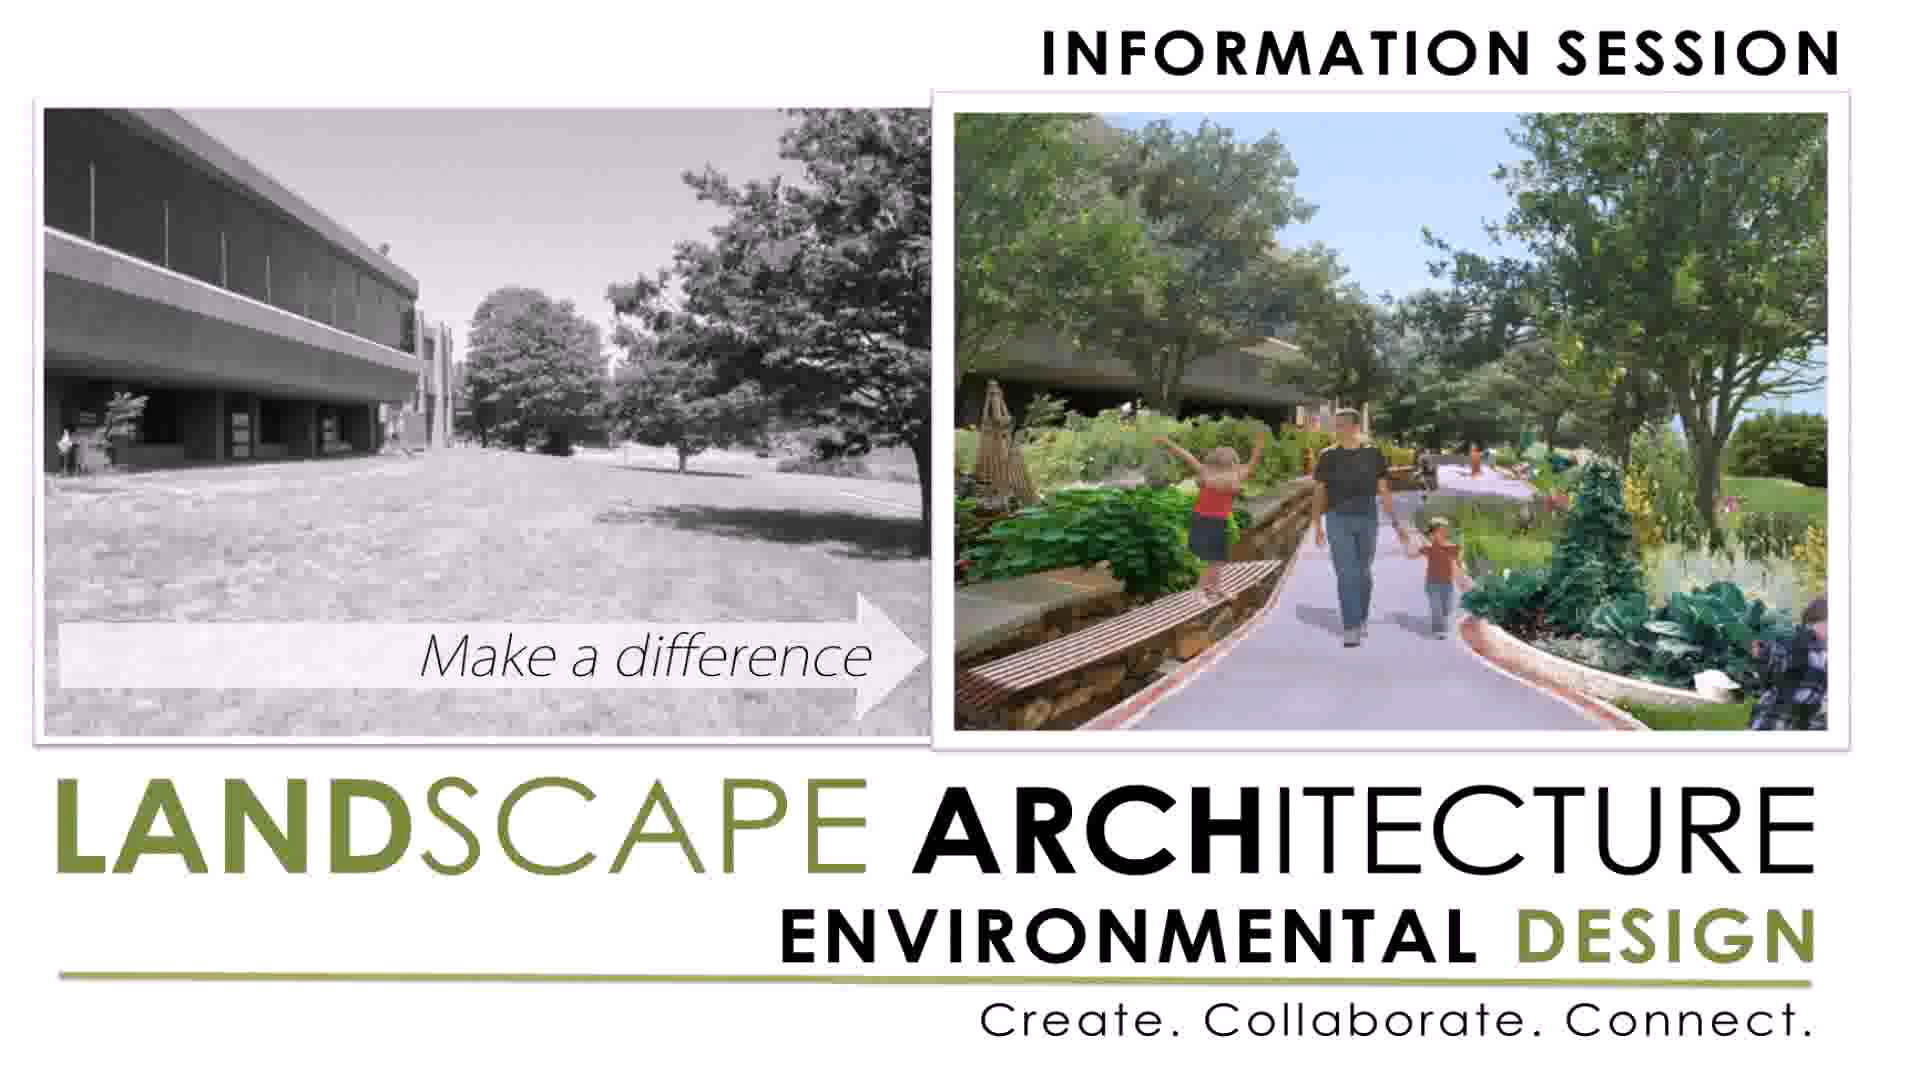 INFORMATION SESSION
Make a difference
LANDSCAPE ARCHITECTURE
ENVIRONMENTAL DESIGN
Create. Collaborate. Connect.